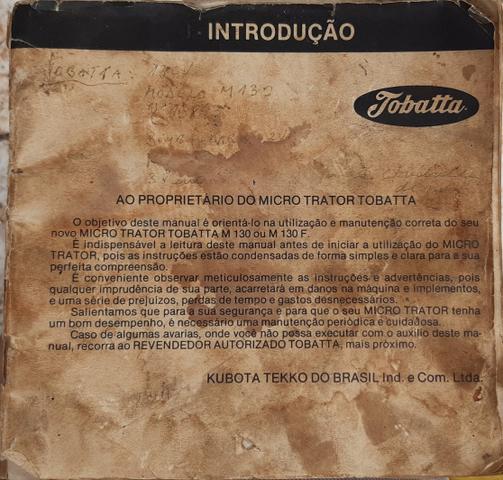 INTRODUÇÃO
TOBATTA:
MODELO M130
Tobatta
AO PROPRIETÁRIO DO MICRO TRATOR TOBATTA
O objetivo deste manual é orientá-lo na utilização e manutenção correta do seu
novo MICRO TRATOR TOBATTA M 130 ou M 130 F.
É indispensável a leitura deste manual antes de iniciar a utilização do MICRO
TRATOR, pois as instruções estão condensadas de forma simples e clara para a sua
perfeita compreensão.
É conveniente observar meticulosamente as instruções e advertências, pois
qualquer imprudência de sua parte, acarretará em danos na máquina e implementos,
e uma série de prejuízos, perdas de tempo e gastos desnecessários.
Salientamos que para a sua segurança e para que o seu MICRO TRATOR tenha
um bom desempenho, é necessário uma manutenção periódica e cuidadosa.
Caso de algumas avarias, onde você não possa executar com o auxílio deste ma-
nual, recorra ao REVENDEDOR AUTORIZADO TOBATTA, mais próximo.
KUBOTA TEKKO DO BRASIL Ind. e Com. Ltda.